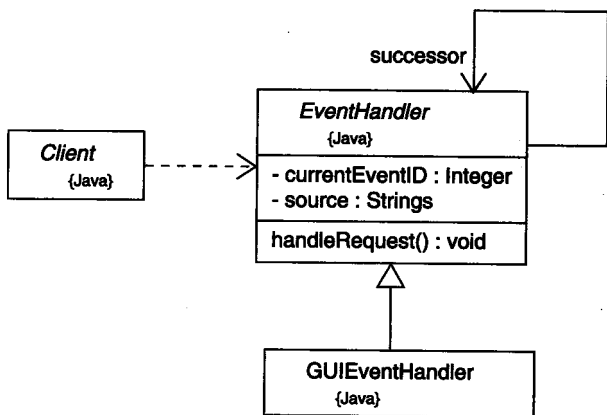 successor
EventHandler
{Java}
Client
{Java}
- currentEventID : Integer
- source : Strings
handleRequest() : void
GUIEventHandler
{Java}